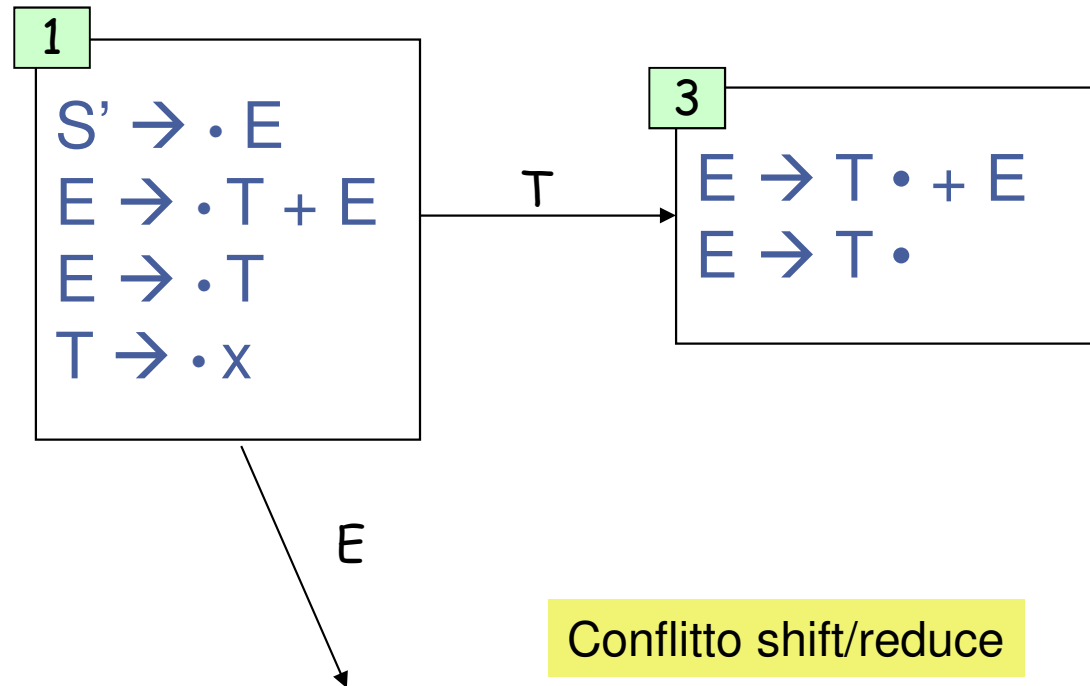 1
S’ → · E
E → · T + E
E → · T
T → · x
T
3
E → T • + E
E → T •
E
Conflitto shift/reduce